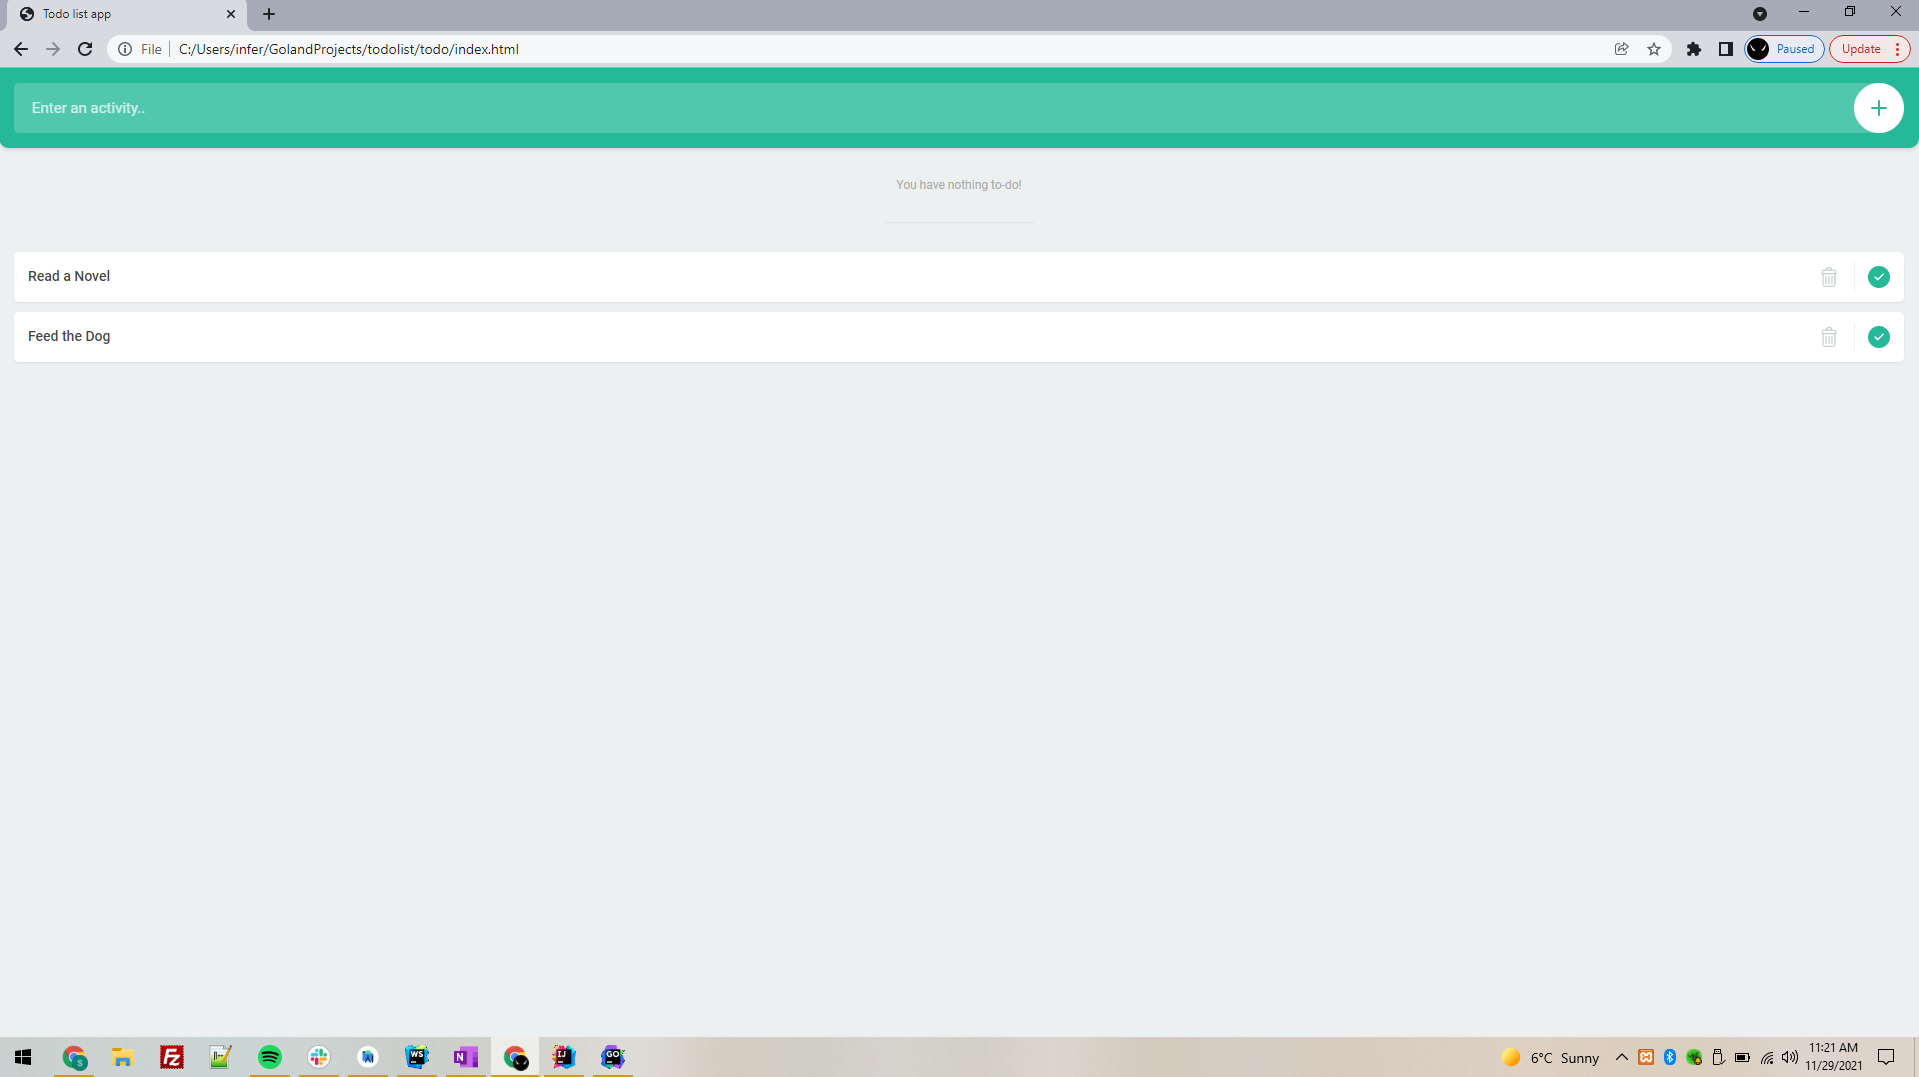 Todo list app
File C:/Users/infer/GolandProjects/todolist/todo/index.html Paused Update
Enter an activity..
You have nothing to-do!
Read a Novel
Feed the Dog
6°C Sunny
11:21 AM
11/29/2021